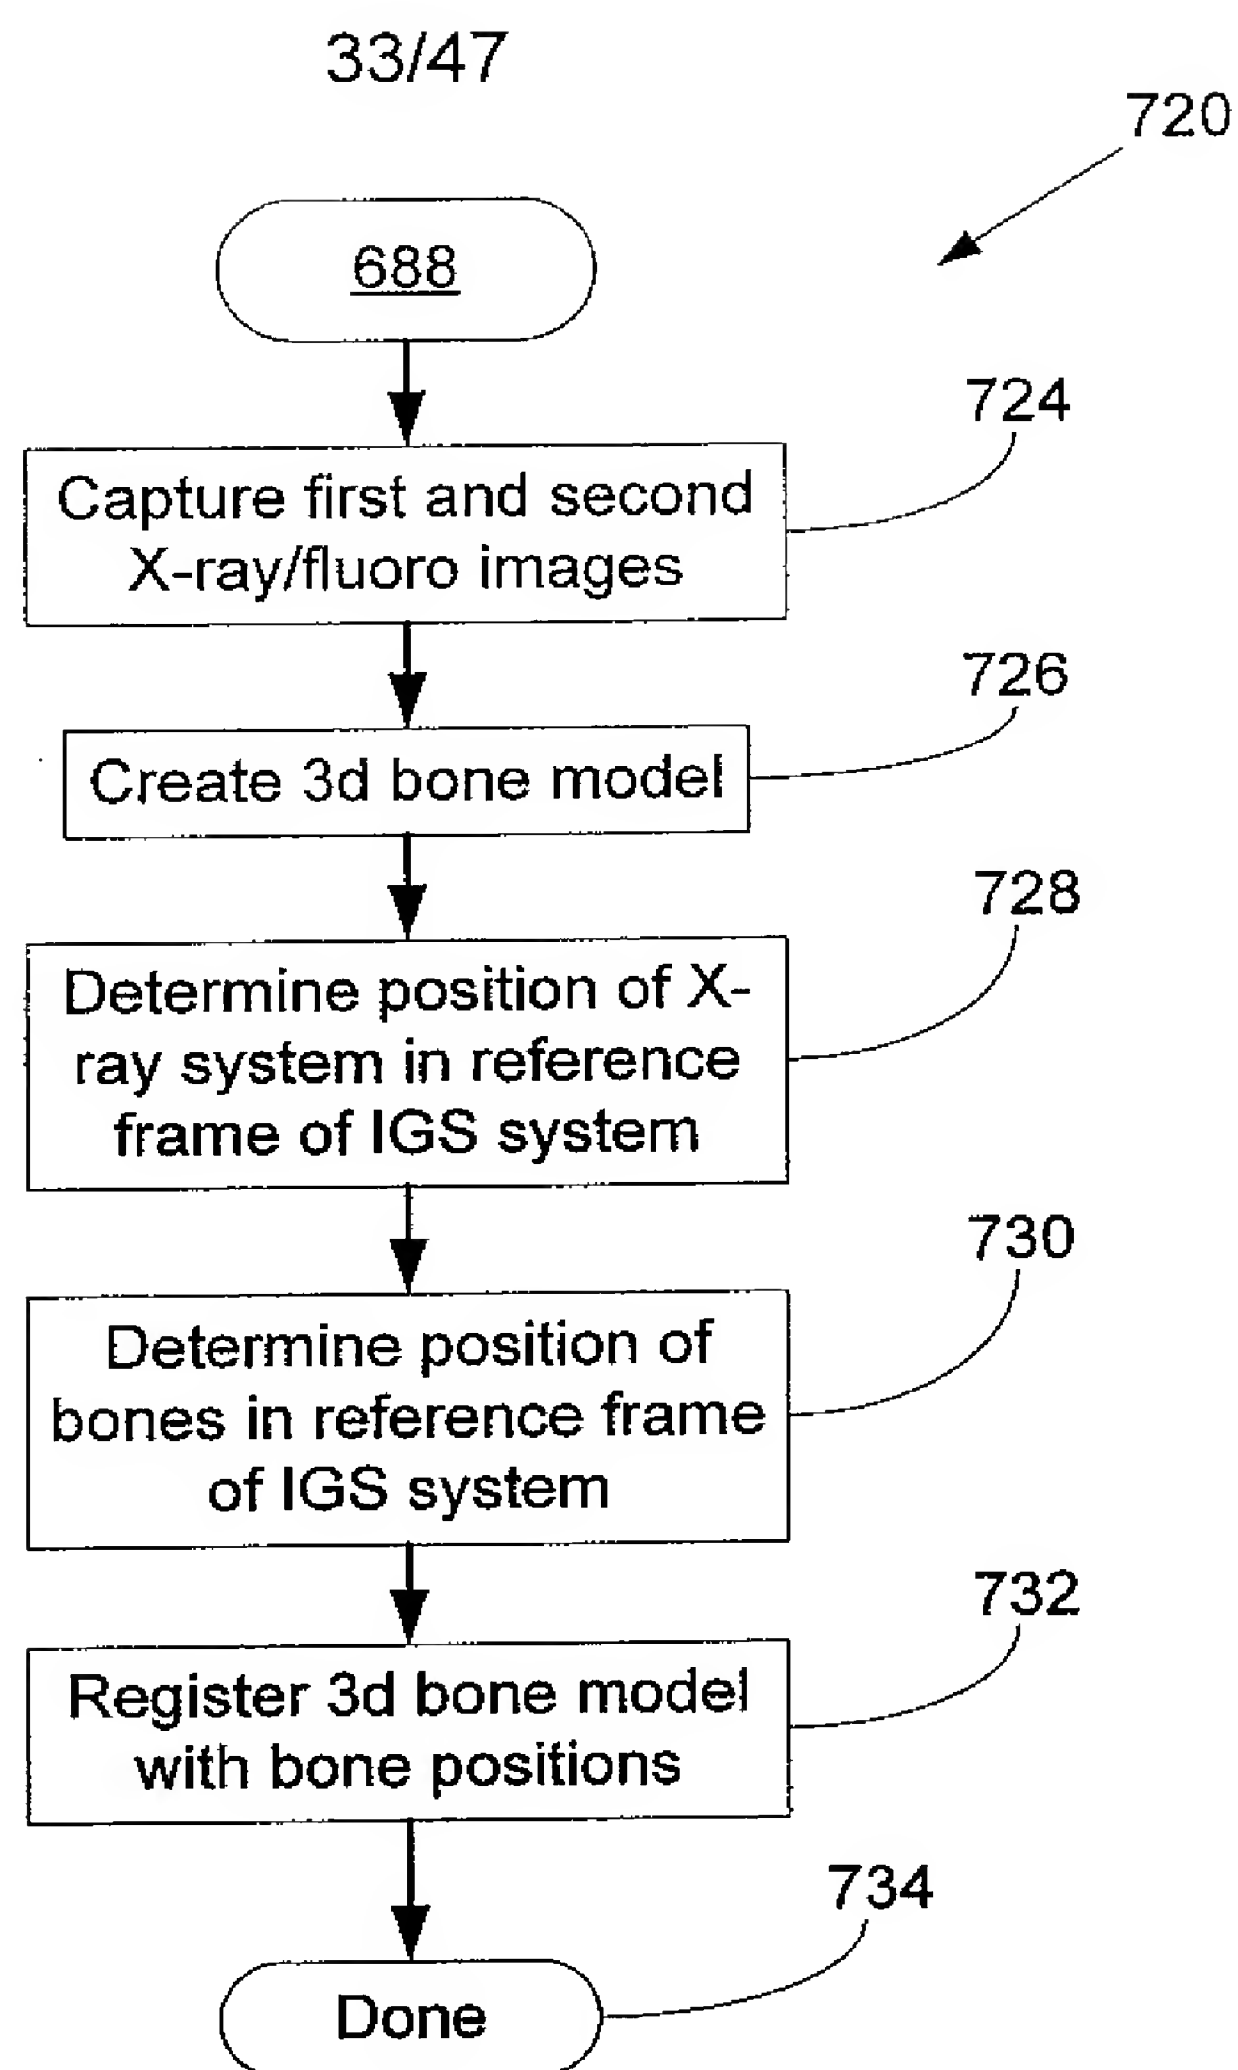 33/47
720
688
724
Capture first and second
X-ray/fluoro images
726
Create 3d bone model
728
Determine position of X-
ray system in reference
frame of IGS system
730
Determine position of
bones in reference frame
of IGS system
732
Register 3d bone model
with bone positions
734
Done